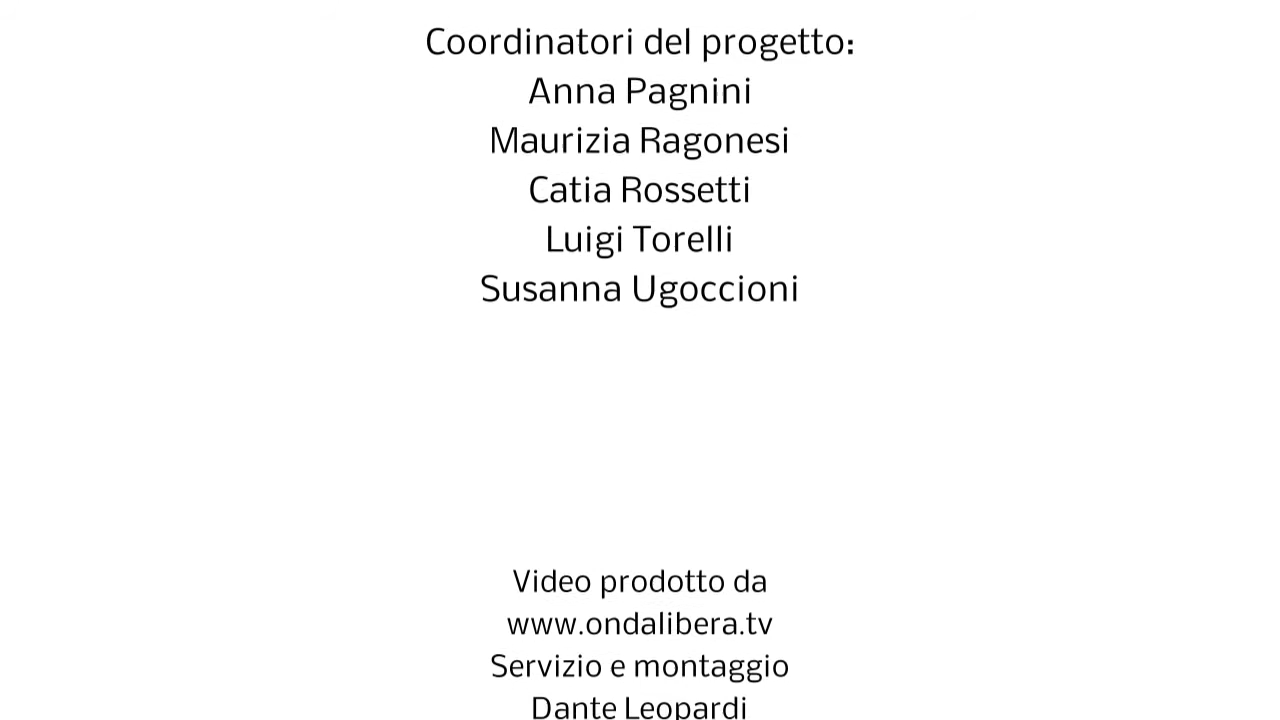 Coordinatori del progetto:
Anna Pagnini
Maurizia Ragonesi
Catia Rossetti
Luigi Torelli
Susanna Ugoccioni
Video prodotto da
www.ondalibera.tv
Servizio e montaggio
Dante Leopardi